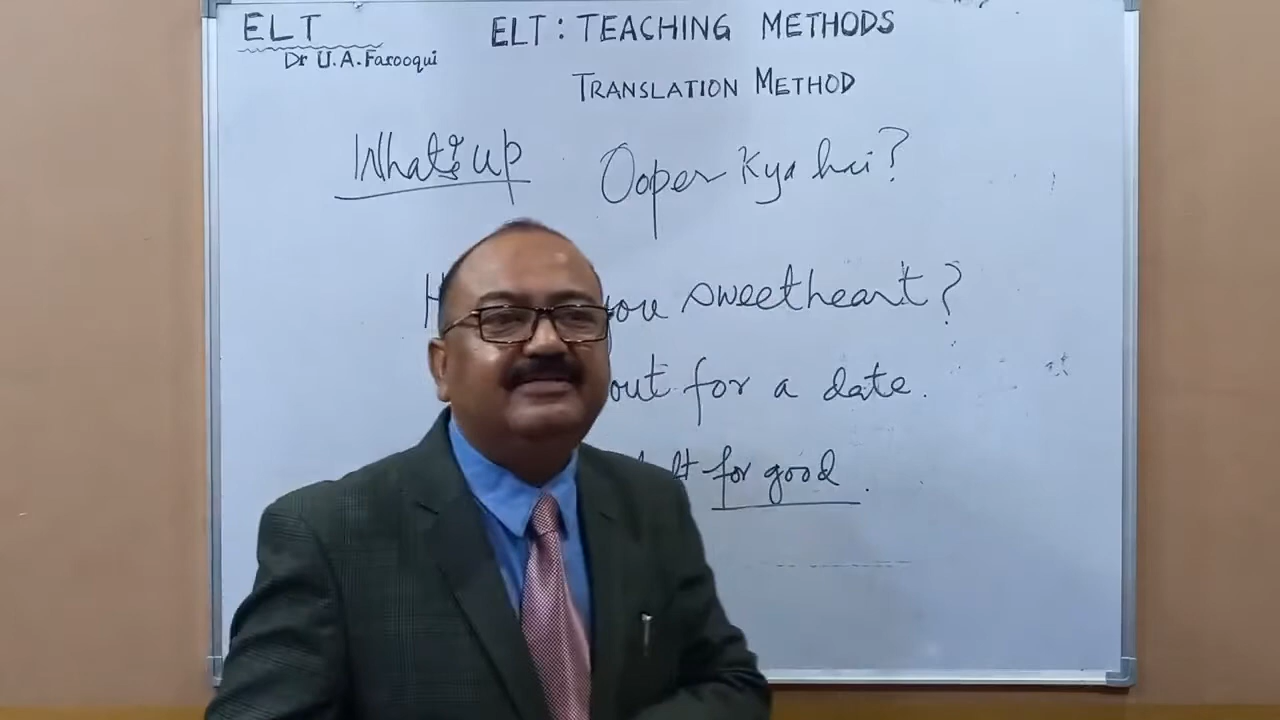 ELT
Dr U.A.Farooqui
ELT: TEACHING METHODS
TRANSLATION METHOD
What's up Ooper Kya hai?
you sweetheart?
out for a date.
for good.